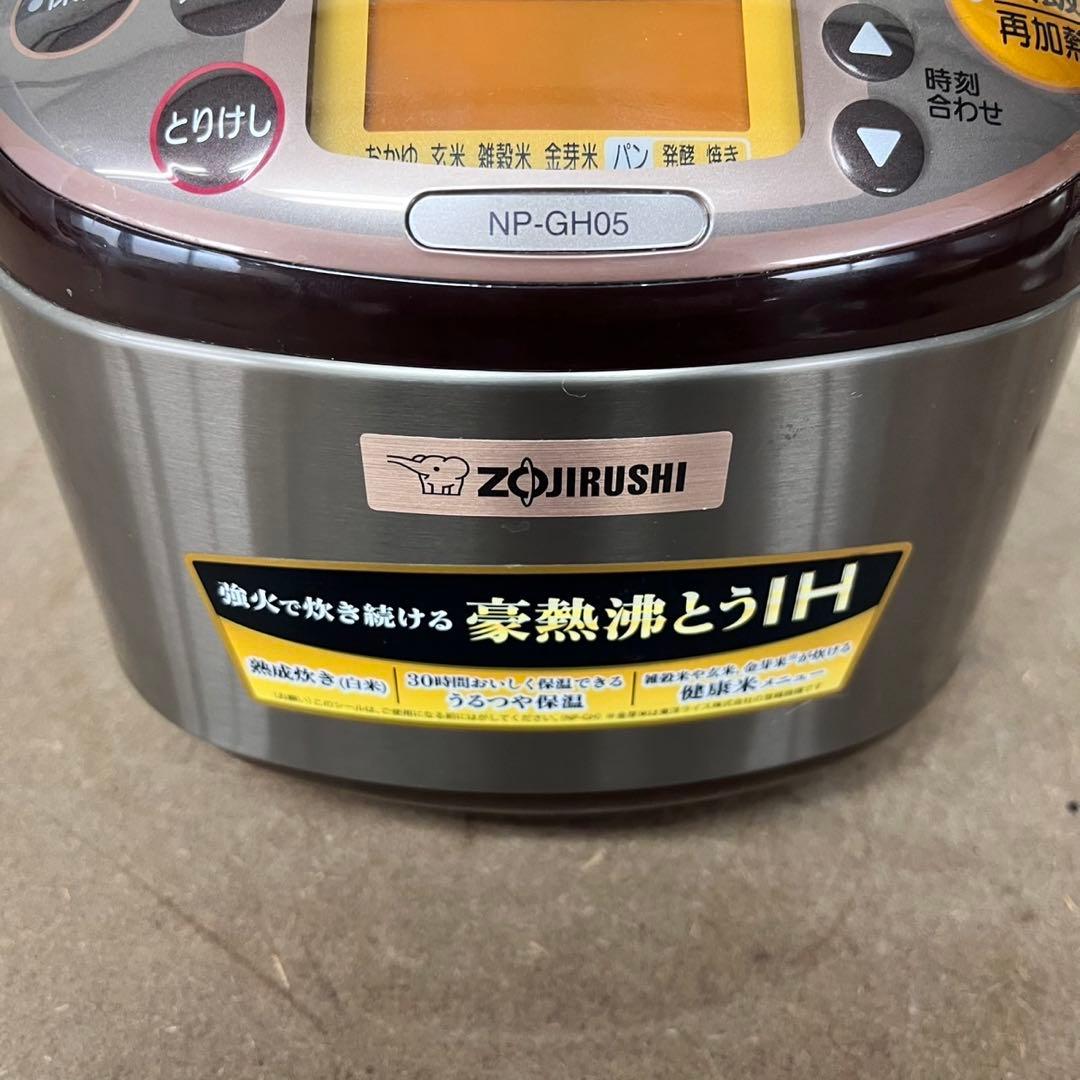 とりけし
再加熱
時刻
合わせ
おかゆ 玄米 雑穀米 金芽米 パン 発酵 焼き
NP-GH05
ZOJIRUSHI
強火で炊き続ける 豪熱沸とうIH
熟成炊き(白米)
30時間おいしく保温できる
うるつや保温
雑穀米や玄米、金芽米※が炊ける
健康米メニュー